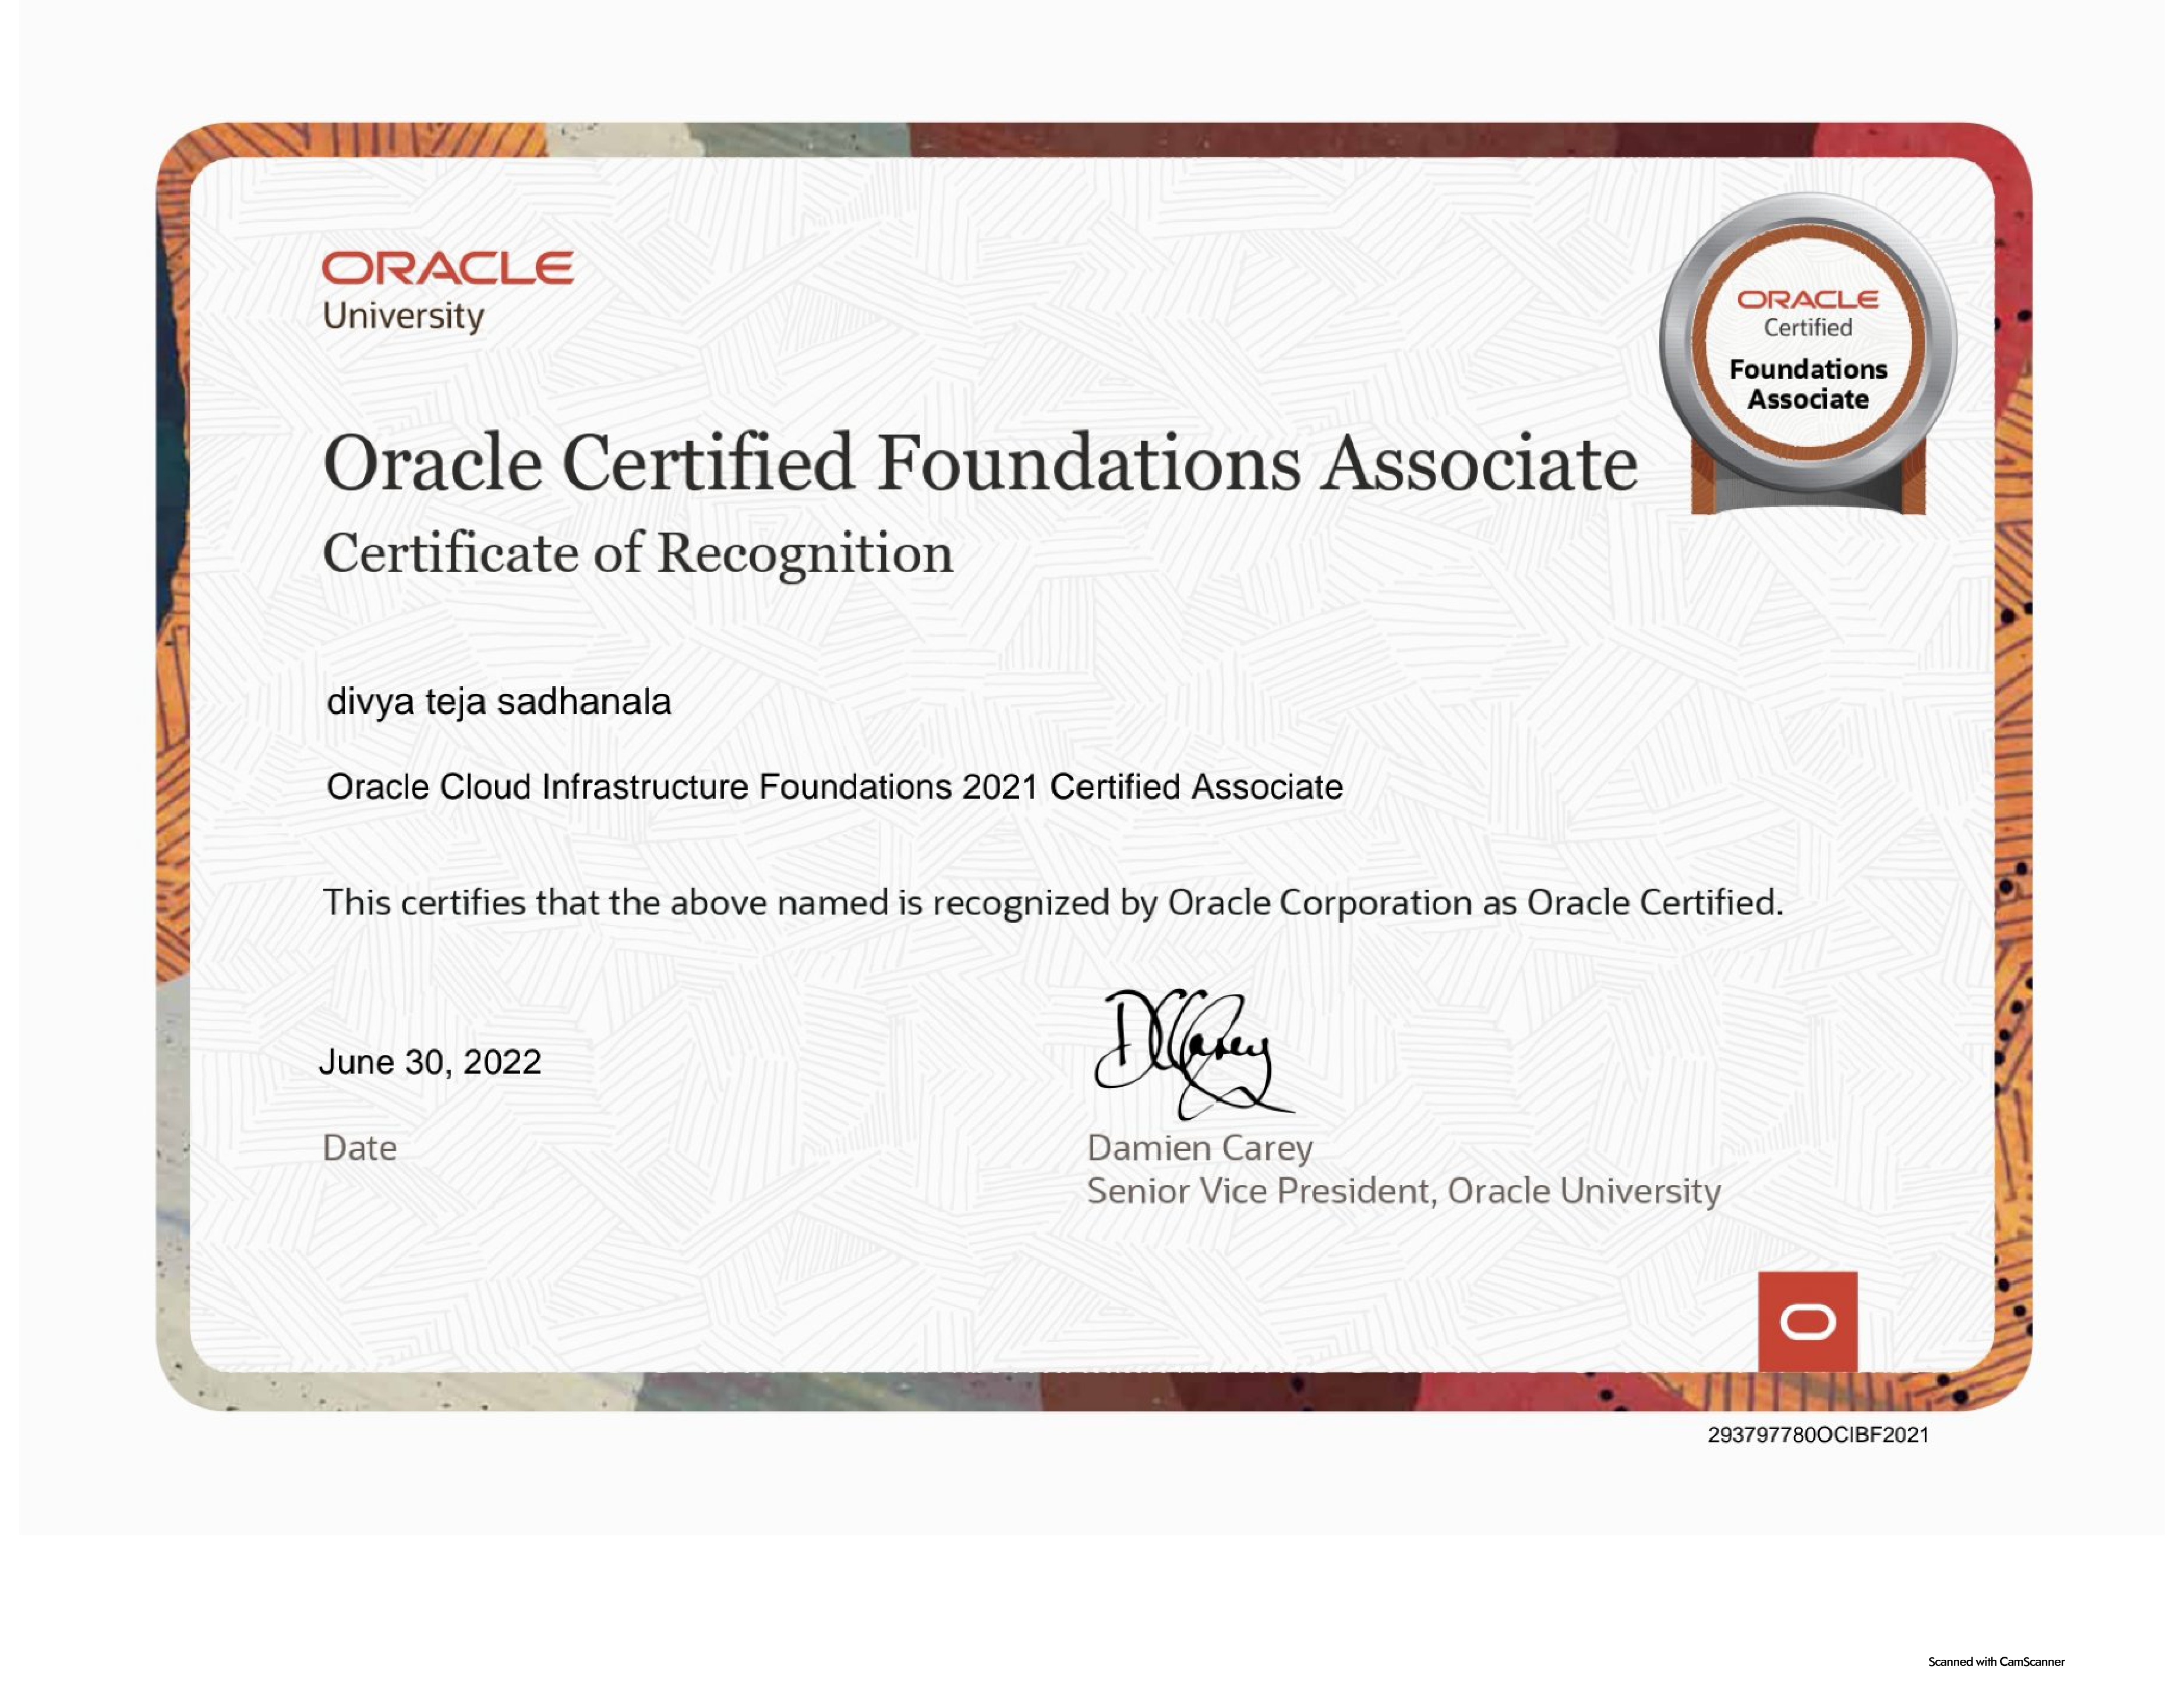 ORACLE
University
ORACLE
Certified
Foundations
Associate
Oracle Certified Foundations Associate
Certificate of Recognition
divya teja sadhanala
Oracle Cloud Infrastructure Foundations 2021 Certified Associate
This certifies that the above named is recognized by Oracle Corporation as Oracle Certified.
DCCarey
June 30, 2022
Date
Damien Carey
Senior Vice President, Oracle University
293797780OCIBF2021
Scanned with CamScanner